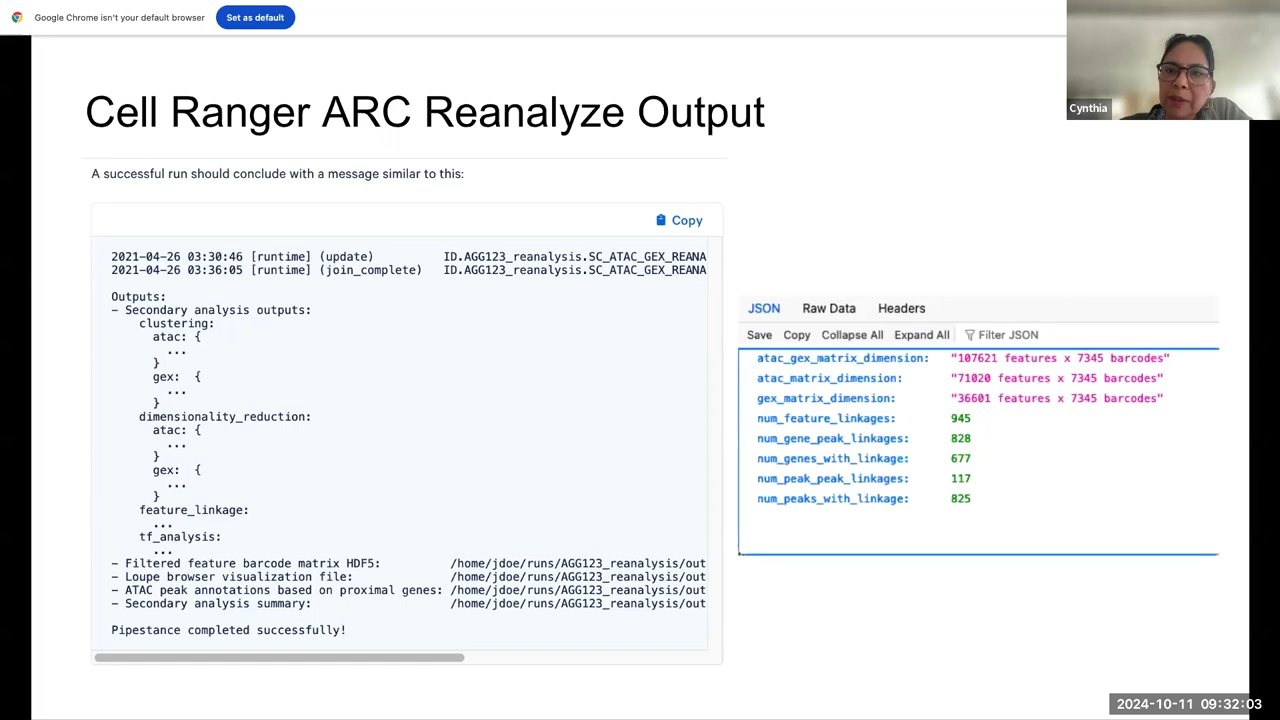 Google Chrome isn't your default browser
Set as default
Cynthia
Cell Ranger ARC Reanalyze Output
A successful run should conclude with a message similar to this:
Copy
2021-04-26 03:30:46 [runtime] (update) ID.AGG123_reanalysis.SC_ATAC_GEX_REANA
2021-04-26 03:36:05 [runtime] (join_complete) ID.AGG123_reanalysis.SC_ATAC_GEX_REANA
Outputs:
- Secondary analysis outputs:
clustering:
atac: {
...
}
gex: {
...
}
dimensionality_reduction:
atac: {
...
}
gex: {
...
}
feature_linkage:
...
tf_analysis:
...
- Filtered feature barcode matrix HDF5: /home/jdoe/runs/AGG123_reanalysis/out
- Loupe browser visualization file: /home/jdoe/runs/AGG123_reanalysis/out
- ATAC peak annotations based on proximal genes: /home/jdoe/runs/AGG123_reanalysis/out
- Secondary analysis summary: /home/jdoe/runs/AGG123_reanalysis/out
Pipestance completed successfully!
JSON Raw Data Headers
Save Copy Collapse All Expand All Filter JSON
atac_gex_matrix_dimension: "107621 features x 7345 barcodes"
atac_matrix_dimension: "71020 features x 7345 barcodes"
gex_matrix_dimension: "36601 features x 7345 barcodes"
num_feature_linkages: 945
num_gene_peak_linkages: 828
num_genes_with_linkage: 677
num_peak_peak_linkages: 117
num_peaks_with_linkage: 825
2024-10-11 09:32:03